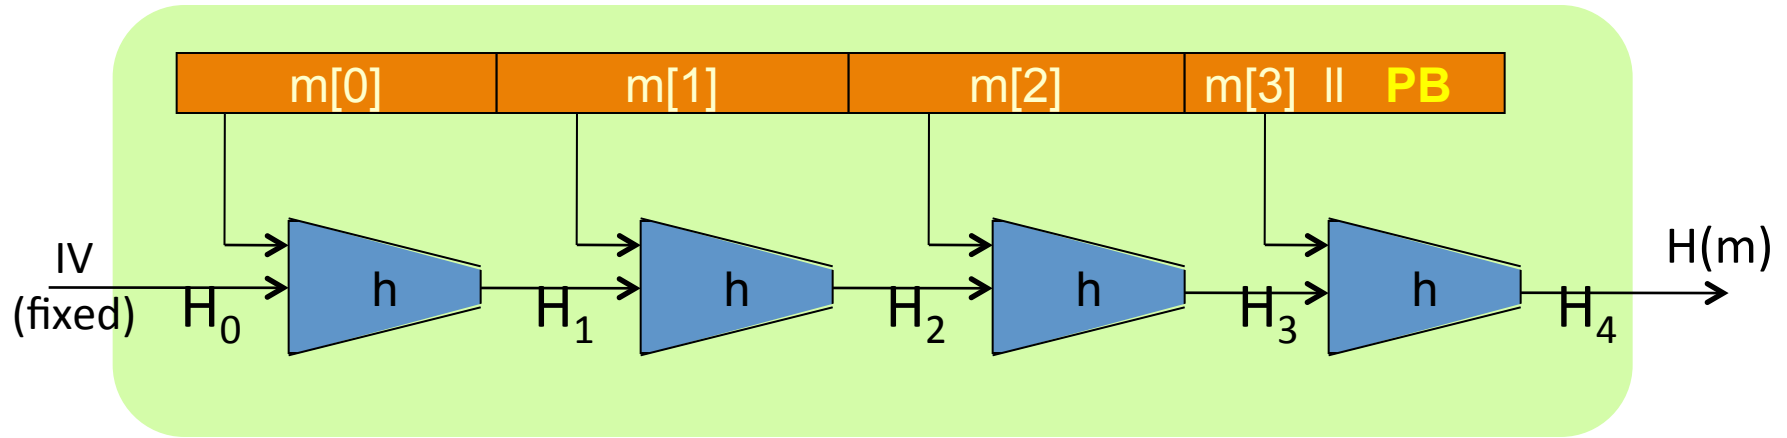 m[0] m[1] m[2] m[3] ll PB
IV
(fixed)
H(m)
h h h h
H0 H1 H2 H3 H4